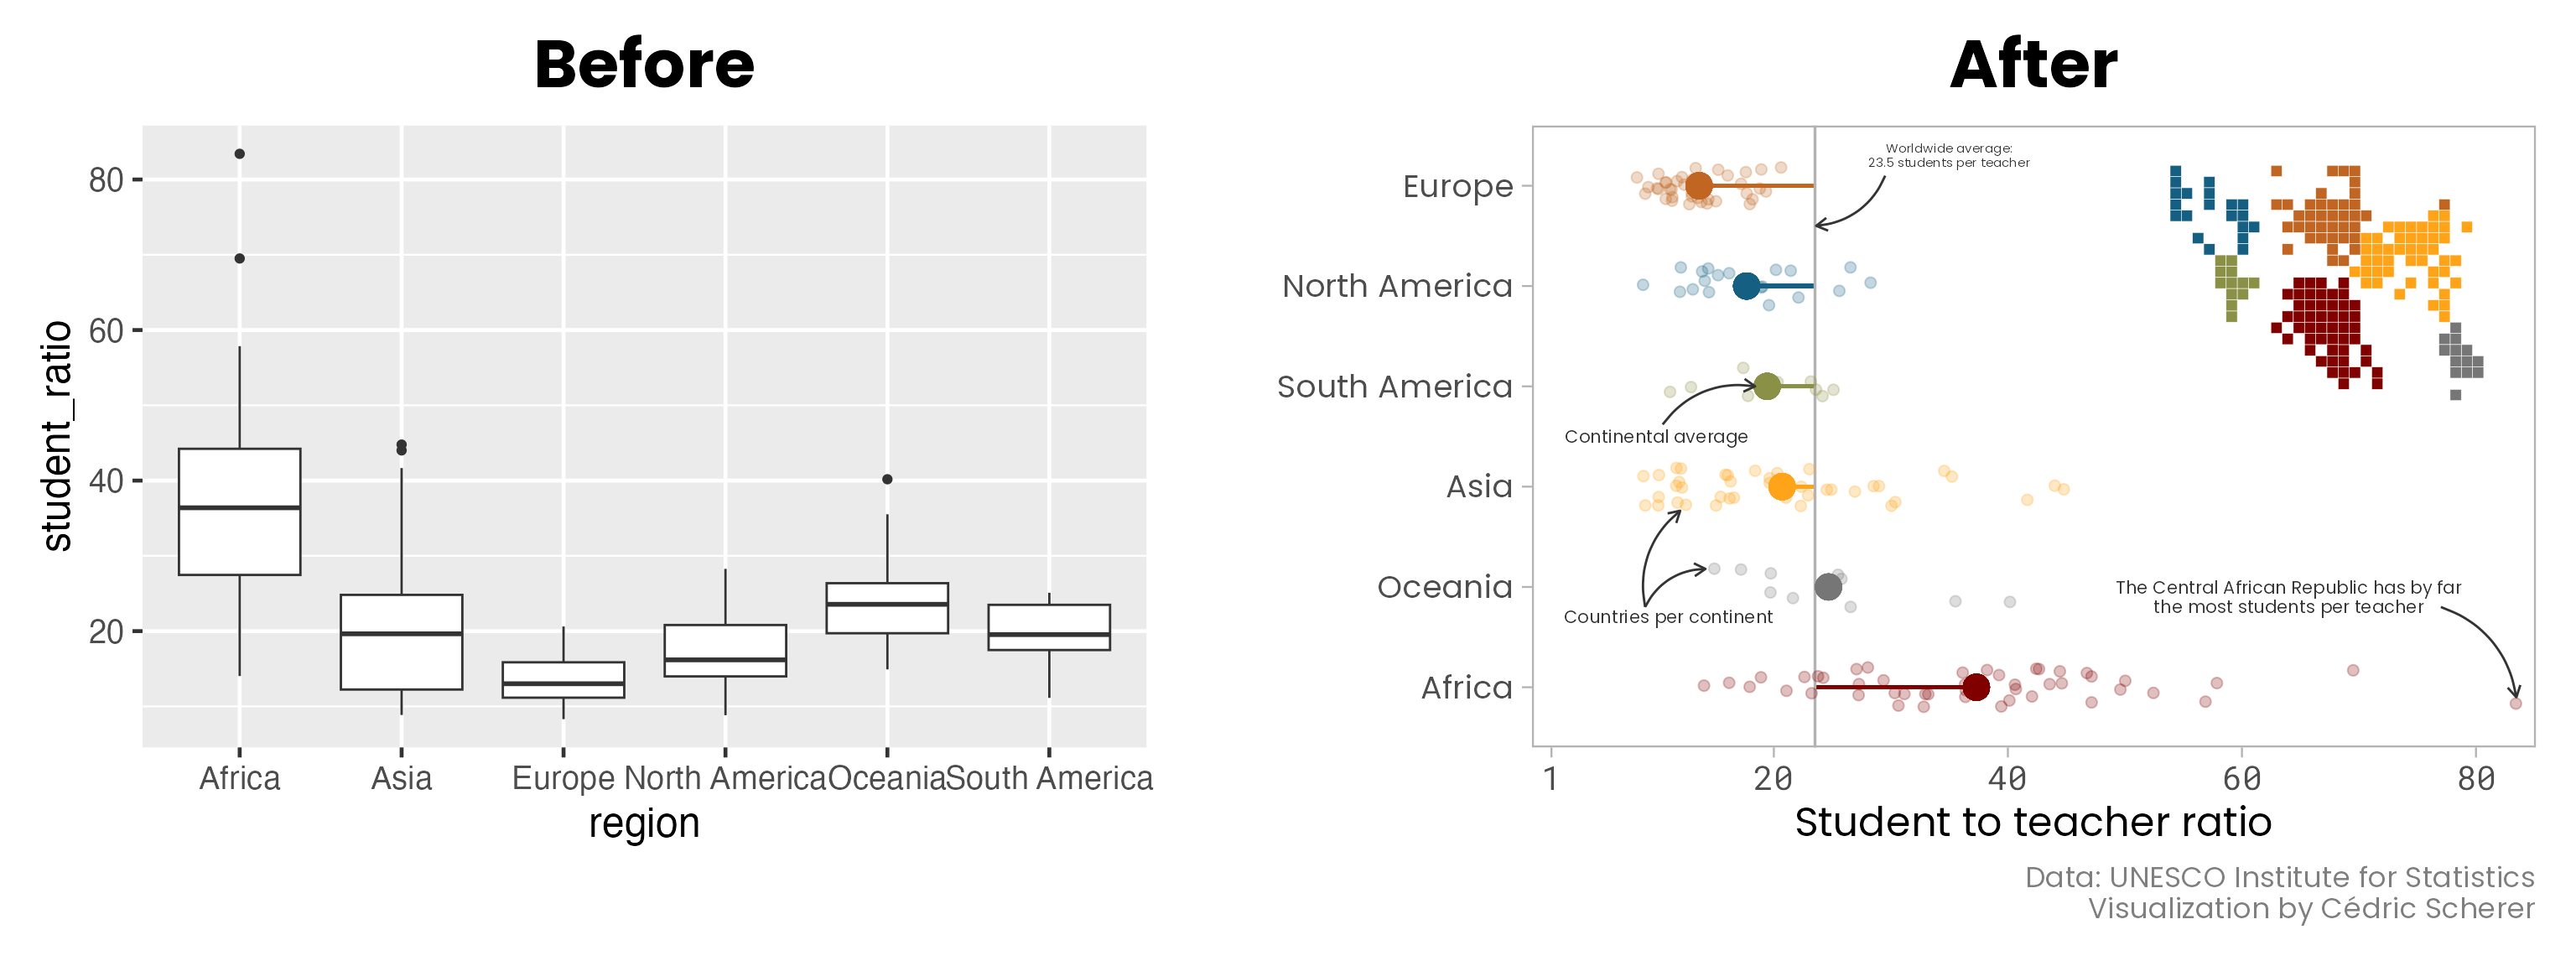 Before
80
60
40
20
student_ratio
Africa
Asia
Europe
North America
Oceania
South America
region
After
Europe
North America
South America
Asia
Oceania
Africa
Worldwide average:
23.5 students per teacher
Continental average
Countries per continent
The Central African Republic has by far
the most students per teacher
1
20
40
60
80
Student to teacher ratio
Data: UNESCO Institute for Statistics
Visualization by Cédric Scherer